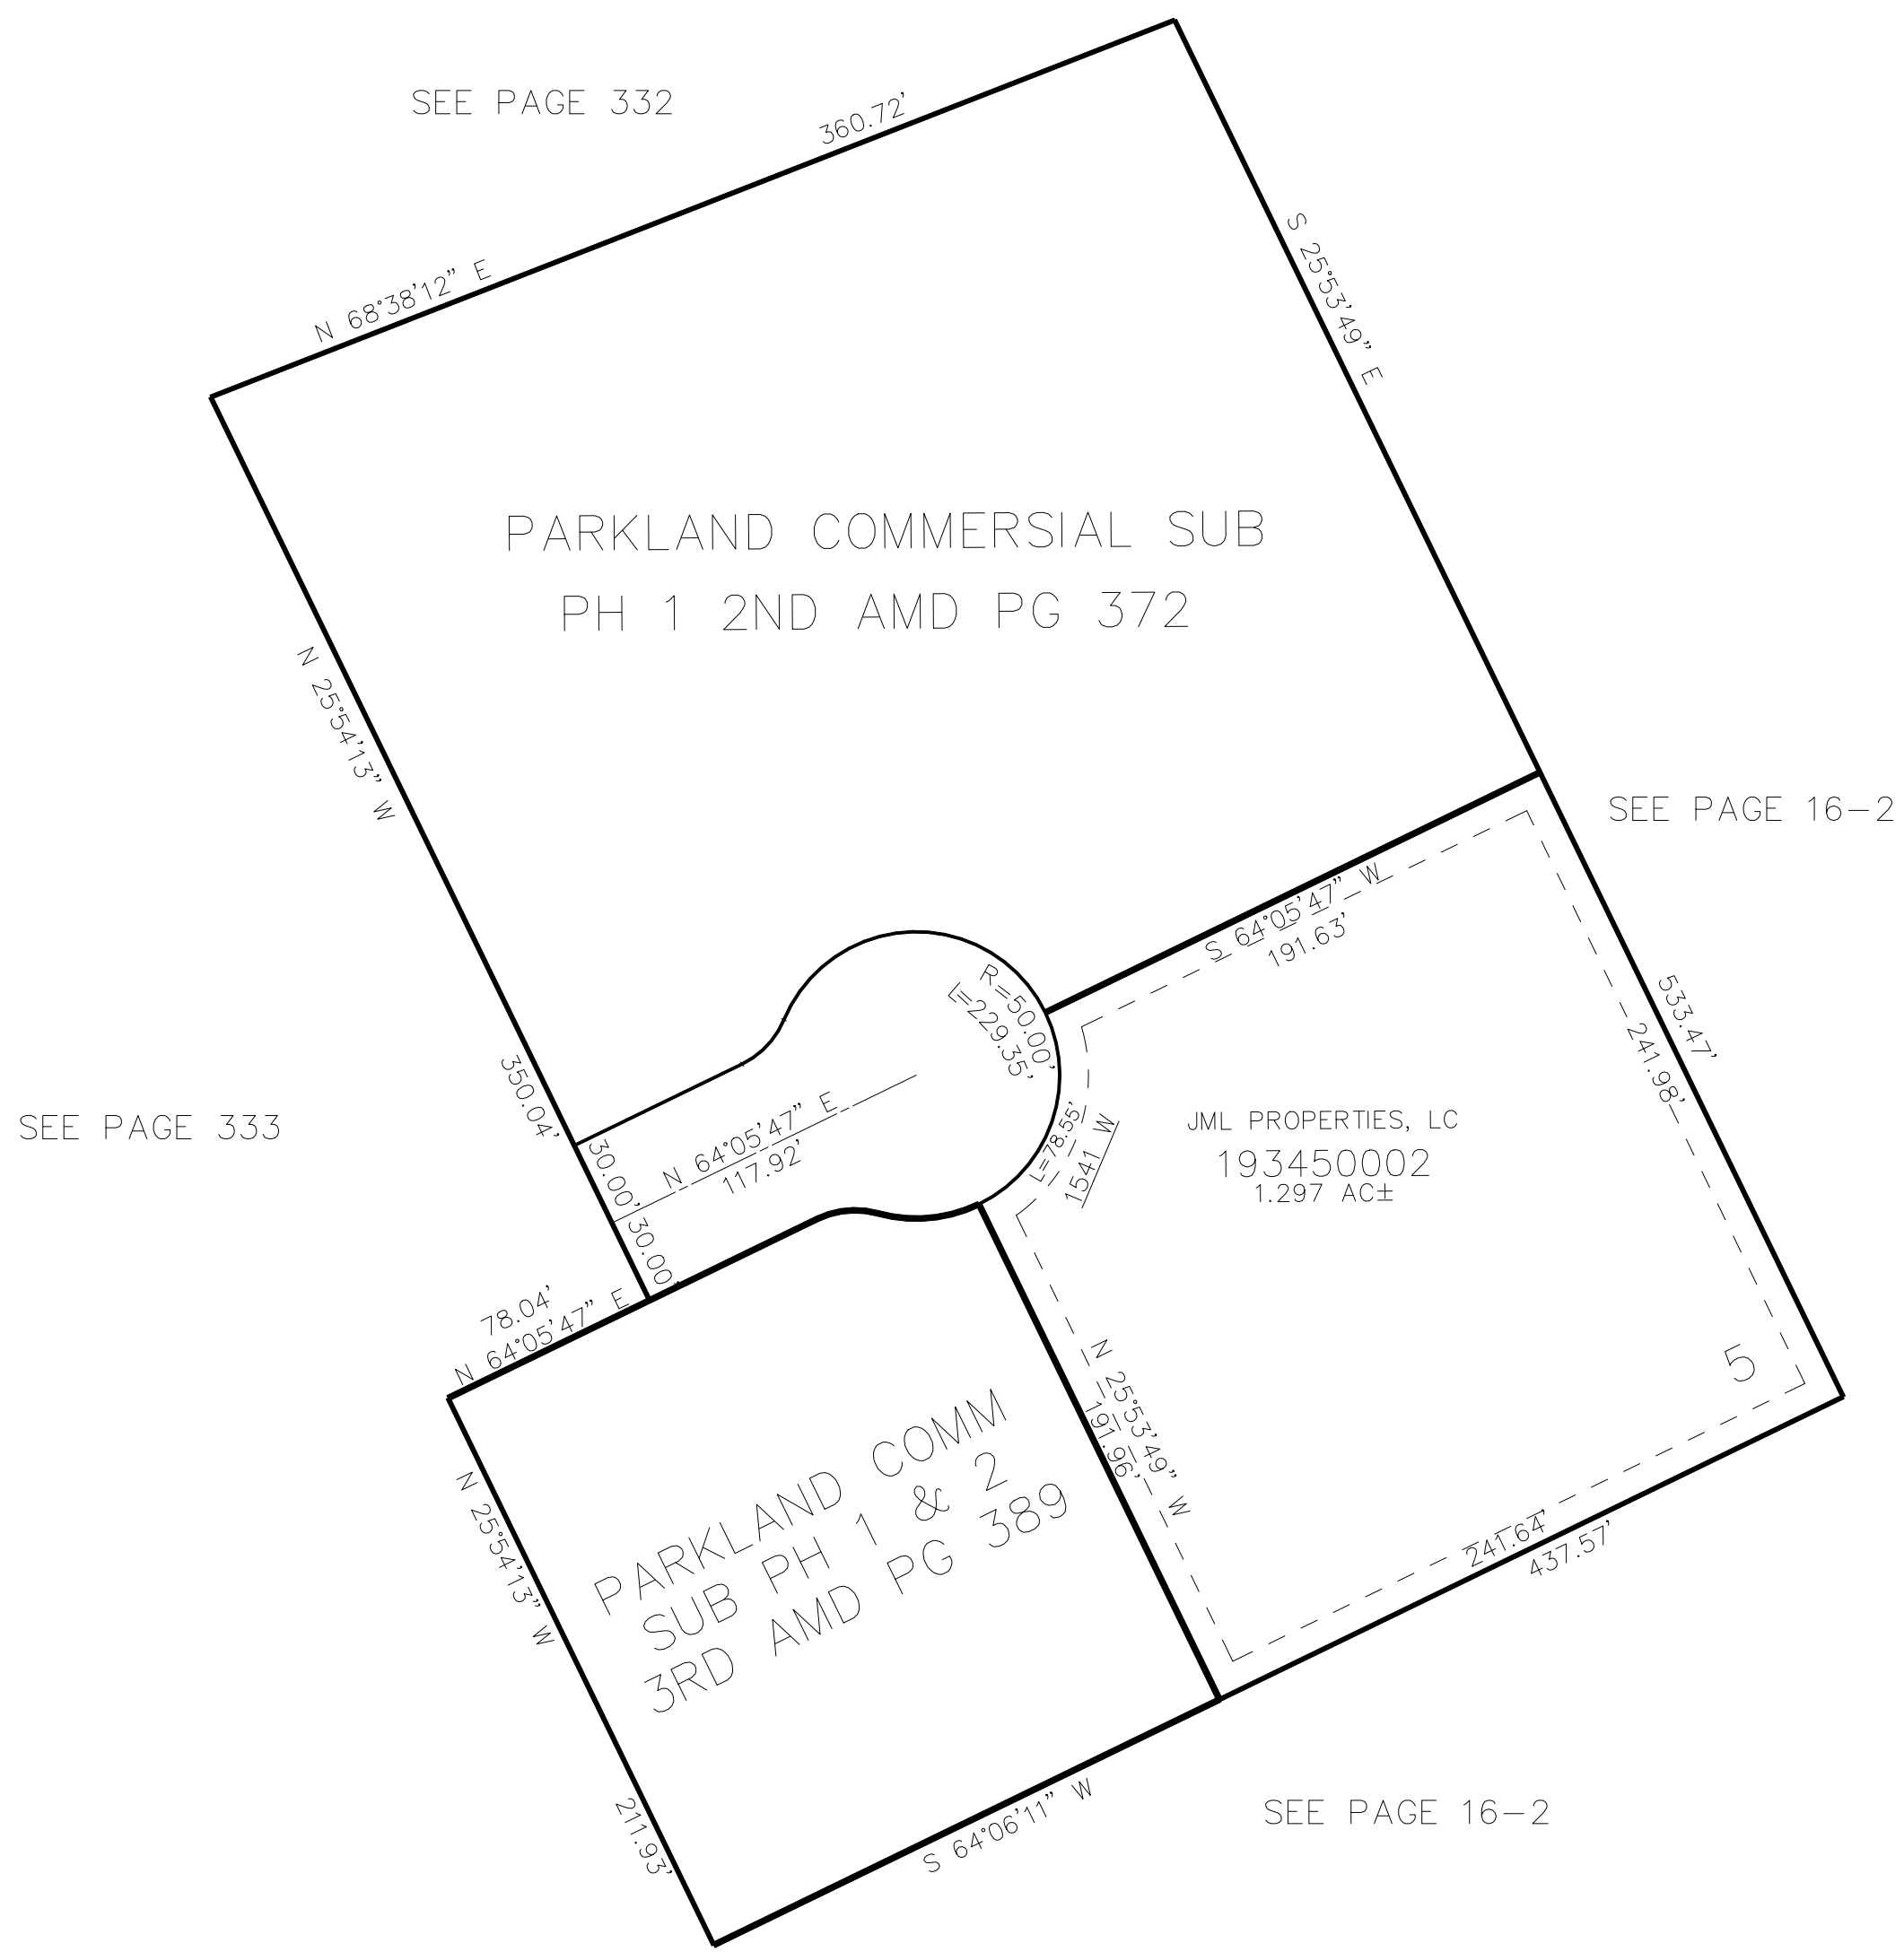 SEE PAGE 332
360.72'
N 68°38'12" E
S 25°53'49" E
PARKLAND COMMERSIAL SUB
PH 1 2ND AMD PG 372
N 25°54'13" W
SEE PAGE 16-2
S 64°05'47" W
191.63'
R=50.00'
L=229.35'
533.47'
241.98'
350.04'
SEE PAGE 333
30.00'
N 64°05'47" E
117.92'
30.00'
L=78.55'
1541 W
JML PROPERTIES, LC
193450002
1.297 AC±
78.04'
N 64°05'47" E
N 25°53'49" W
191.96'
5
PARKLAND COMM
SUB PH 1 & 2
3RD AMD PG 389
N 25°54'13" W
241.64'
437.57'
211.93'
S 64°06'11" W
SEE PAGE 16-2